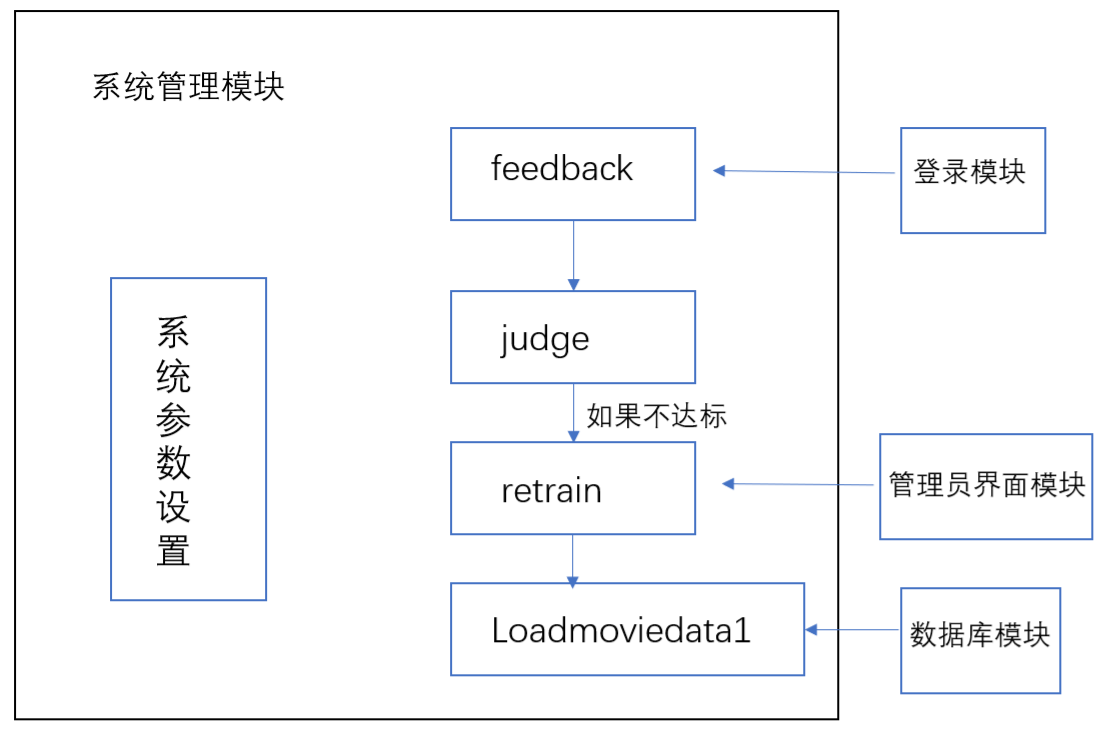 系统管理模块
feedback
登录模块
judge
系统参数设置
如果不达标
retrain
管理员界面模块
Loadmoviedata1
数据库模块